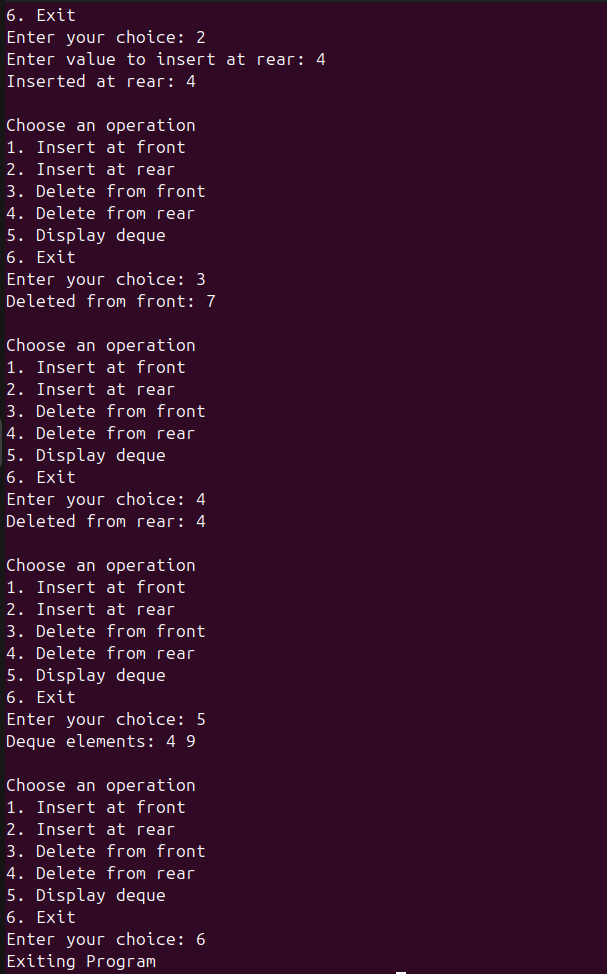 6. Exit
Enter your choice: 2
Enter value to insert at rear: 4
Inserted at rear: 4
Choose an operation
1. Insert at front
2. Insert at rear
3. Delete from front
4. Delete from rear
5. Display deque
6. Exit
Enter your choice: 3
Deleted from front: 7
Choose an operation
1. Insert at front
2. Insert at rear
3. Delete from front
4. Delete from rear
5. Display deque
6. Exit
Enter your choice: 4
Deleted from rear: 4
Choose an operation
1. Insert at front
2. Insert at rear
3. Delete from front
4. Delete from rear
5. Display deque
6. Exit
Enter your choice: 5
Deque elements: 4 9
Choose an operation
1. Insert at front
2. Insert at rear
3. Delete from front
4. Delete from rear
5. Display deque
6. Exit
Enter your choice: 6
Exiting Program